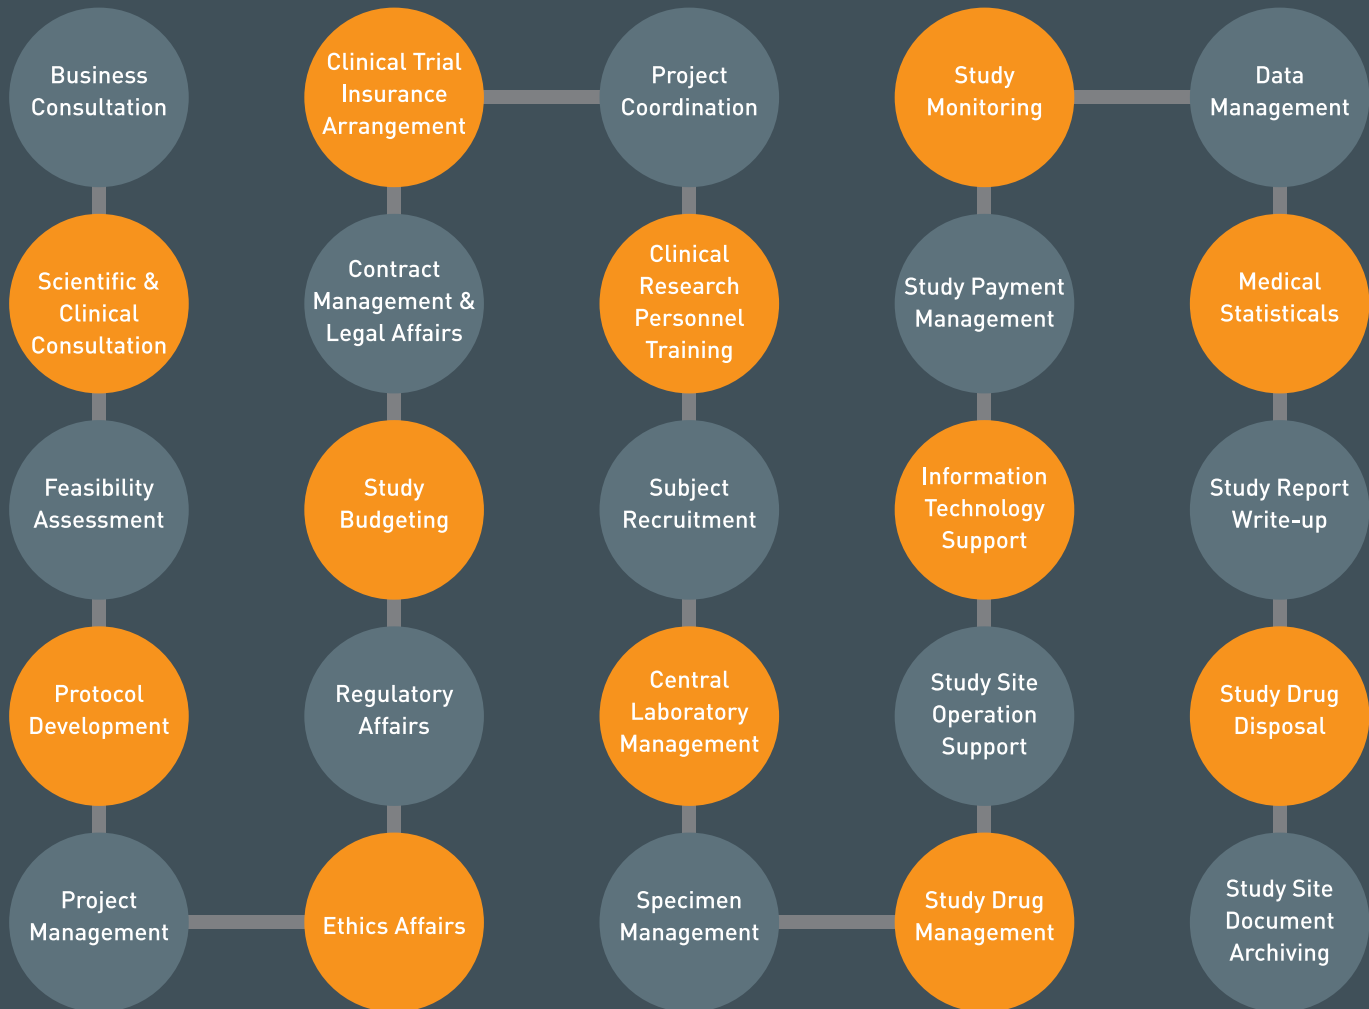 Business
Consultation
Scientific &
Clinical
Consultation
Feasibility
Assessment
Protocol
Development
Project
Management
Ethics Affairs
Regulatory
Affairs
Study
Budgeting
Contract
Management &
Legal Affairs
Clinical Trial
Insurance
Arrangement
Project
Coordination
Clinical
Research
Personnel
Training
Subject
Recruitment
Central
Laboratory
Management
Specimen
Management
Study Drug
Management
Study Site
Operation
Support
Information
Technology
Support
Study Payment
Management
Study
Monitoring
Data
Management
Medical
Statisticals
Study Report
Write-up
Study Drug
Disposal
Study Site
Document
Archiving